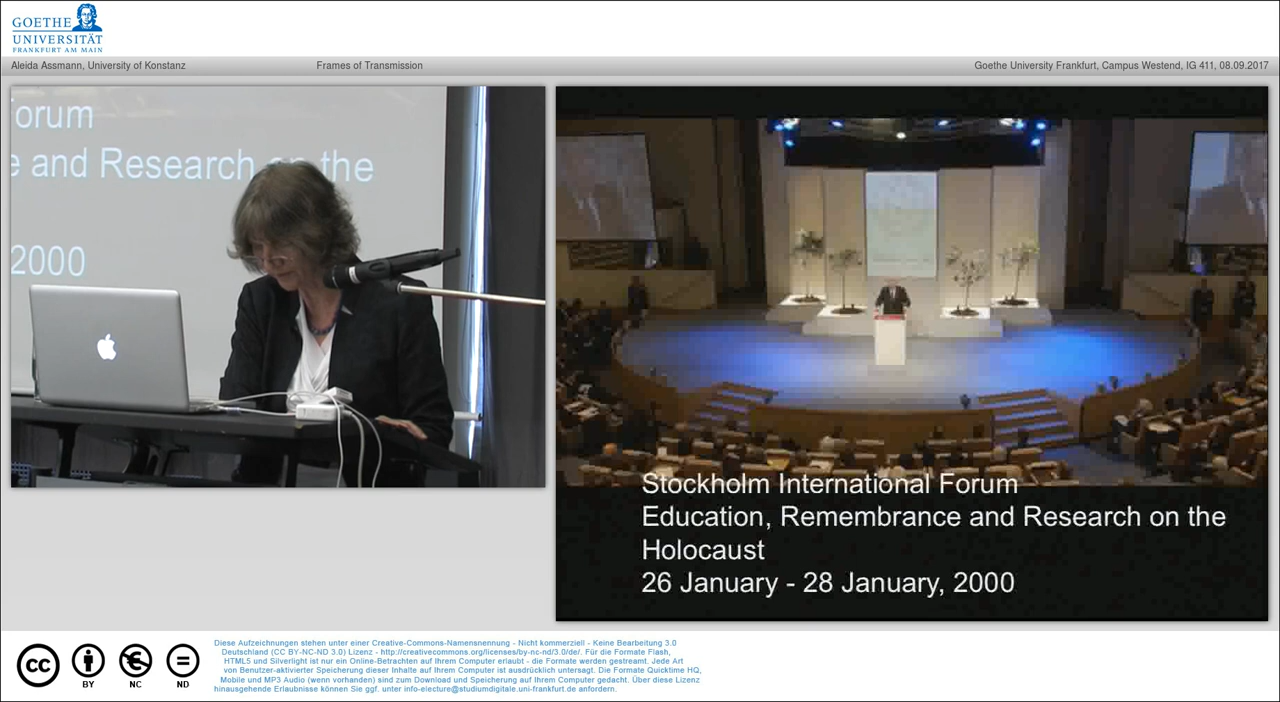 GOETHE
UNIVERSITÄT
FRANKFURT AM MAIN
Aleida Assmann, University of Konstanz
Frames of Transmission
Goethe University Frankfurt, Campus Westend, IG 411, 08.09.2017
orum
e and Research on the
2000
Stockholm International Forum
Education, Remembrance and Research on the
Holocaust
26 January - 28 January, 2000
cc
BY
NC
ND
Diese Aufzeichnungen stehen unter einer Creative-Commons-Namensnennung - Nicht kommerziell - Keine Bearbeitung 3.0
Deutschland (CC BY-NC-ND 3.0) Lizenz - http://creativecommons.org/licenses/by-nc-nd/3.0/de/. Für die Formate Flash,
HTML5 und Silverlight ist nur ein Online-Betrachten auf Ihrem Computer erlaubt - die Formate werden gestreamt. Jede Art
von Benutzer-aktivierter Speicherung dieser Inhalte auf Ihrem Computer ist ausdrücklich untersagt. Die Formate Quicktime HQ,
Mobile und MP3 Audio (wenn vorhanden) sind zum Download und Speicherung auf Ihrem Computer gedacht. Über diese Lizenz
hinausgehende Erlaubnisse können Sie ggf. unter info-electure@studiumdigitale.uni-frankfurt.de anfordern.